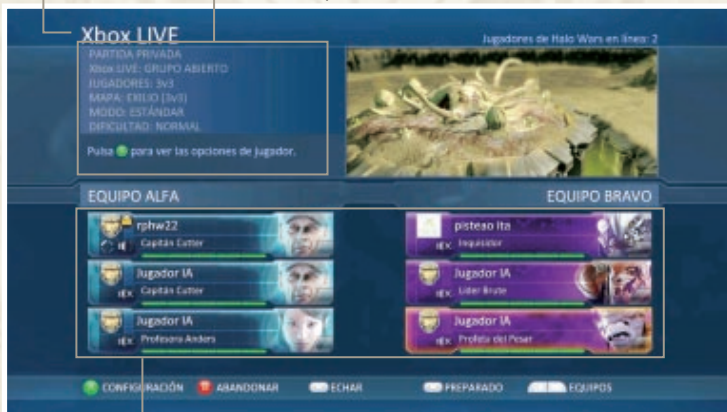 Xbox LIVE
Jugadores de Halo Wars en línea: 2
PARTIDA PRIVADA
Xbox LIVE: GRUPO ABIERTO
JUGADORES: 3v3
MAPA: EXILIO (3v3)
MODO: ESTÁNDAR
DIFICULTAD: NORMAL
Pulsa para ver las opciones de jugador.
EQUIPO ALFA
EQUIPO BRAVO
rphw22
Capitán Cutter
Jugador IA
Capitán Cutter
Jugador IA
Profesora Anders
pisteao ita
Inquisidor
Jugador IA
Líder Brute
Jugador IA
Profeta del Pesar
CONFIGURACIÓN ABANDONAR ECHAR PREPARADO EQUIPOS